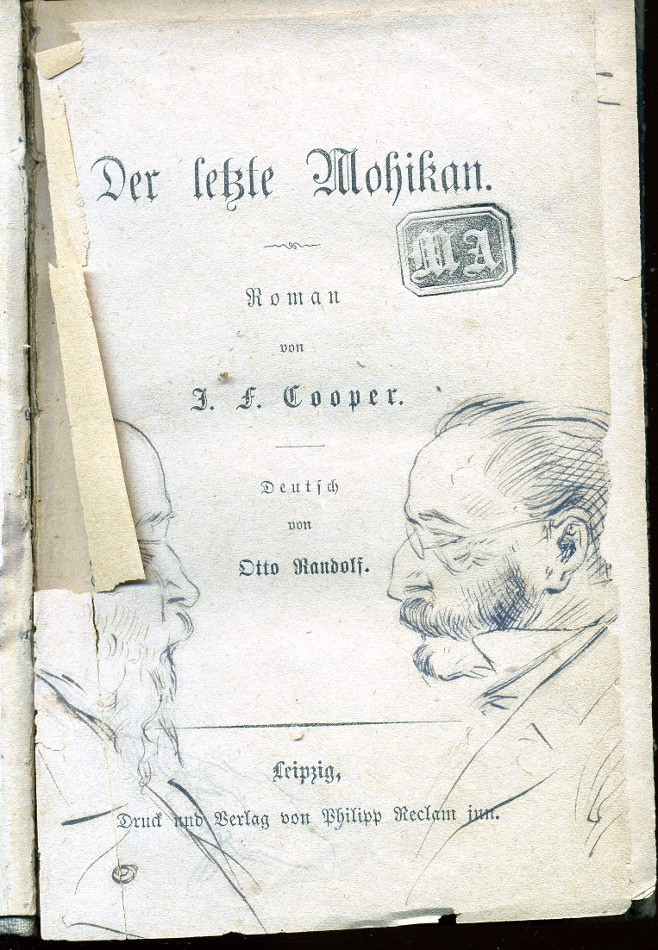 Der letzte Mohikan.
MA
Roman
von
J. F. Cooper.
Deutsch
von
Otto Randolf.
Leipzig,
Druck und Verlag von Philipp Reclam jun.